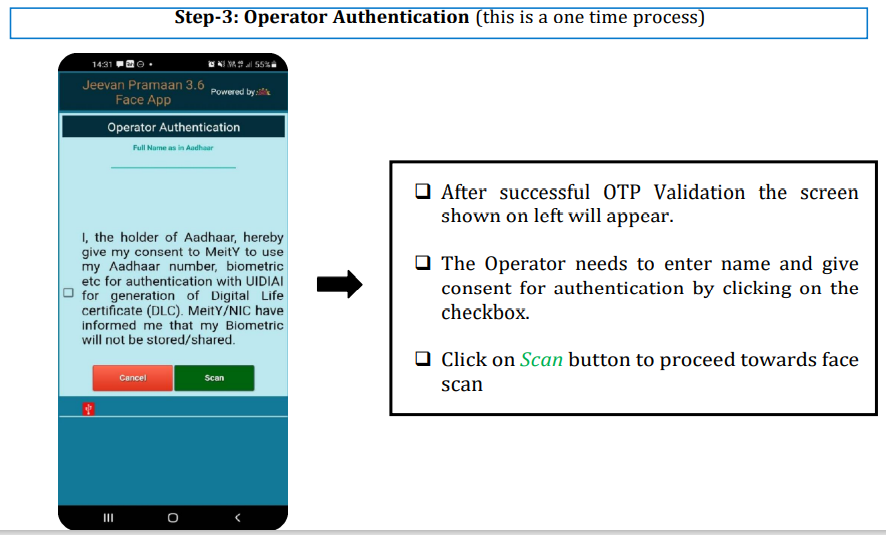 Step-3: Operator Authentication (this is a one time process)
14:31
55%
Jeevan Pramaan 3.6
Face App
Powered by:
Operator Authentication
Full Name as in Aadhaar
I, the holder of Aadhaar, hereby
give my consent to MeitY to use
my Aadhaar number, biometric
etc for authentication with UIDIAI
for generation of Digital Life
certificate (DLC). MeitY/NIC have
informed me that my Biometric
will not be stored/shared.
Cancel
Scan
❑ After successful OTP Validation the screen
shown on left will appear.
❑ The Operator needs to enter name and give
consent for authentication by clicking on the
checkbox.
❑ Click on Scan button to proceed towards face
scan